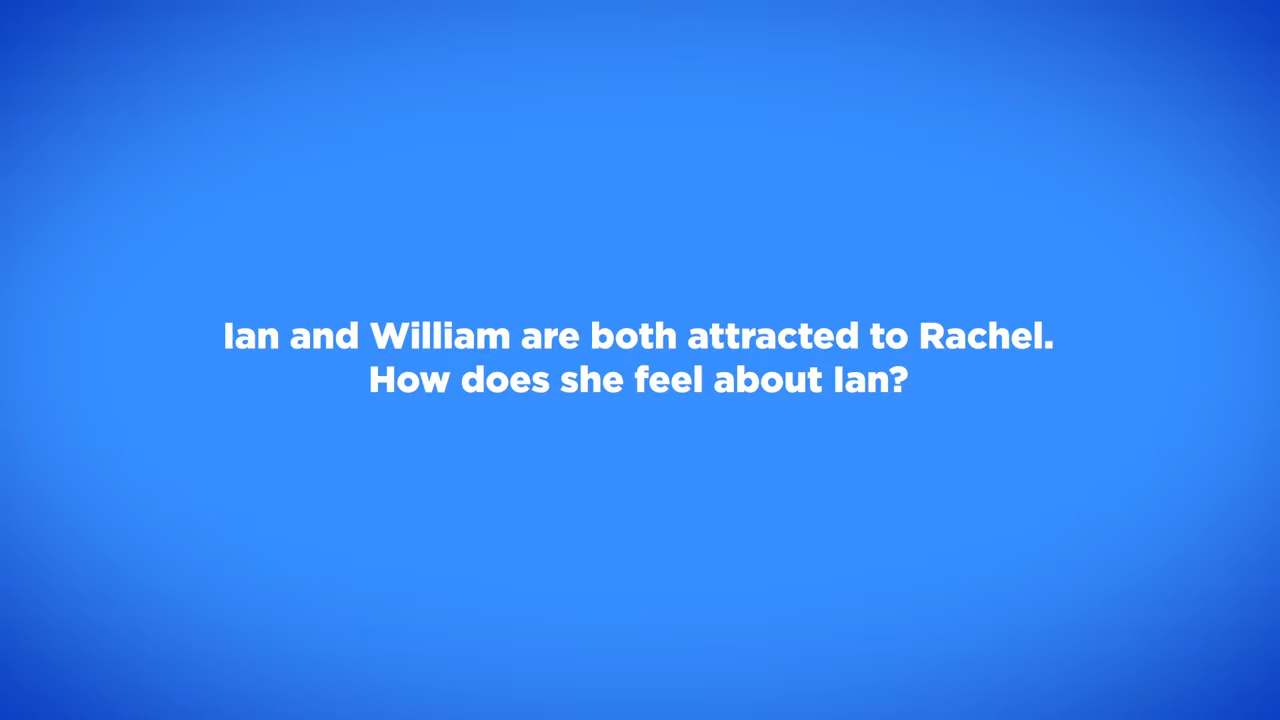 Ian and William are both attracted to Rachel.
How does she feel about Ian?